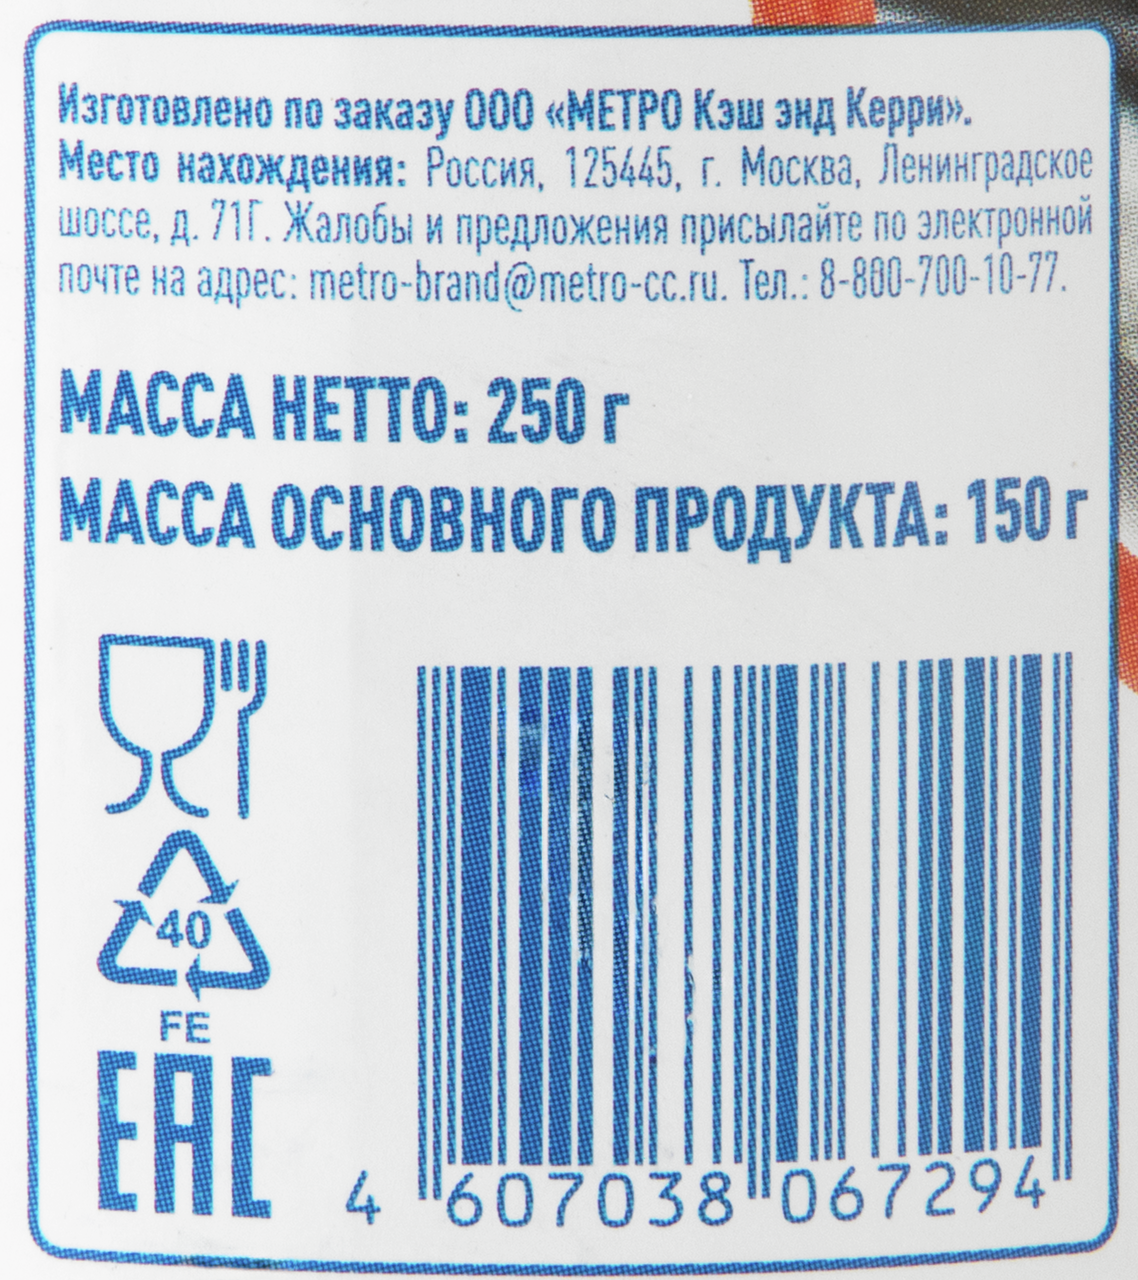 Изготовлено по заказу ООО «МЕТРО Кэш энд Керри».
Место нахождения: Россия, 125445, г. Москва, Ленинградское
шоссе, д. 71Г. Жалобы и предложения присылайте по электронной
почте на адрес: metro-brand@metro-cc.ru. Тел.: 8-800-700-10-77.
МАССА НЕТТО: 250 г
МАССА ОСНОВНОГО ПРОДУКТА: 150 г
40
FE
EAC
4 607038 067294